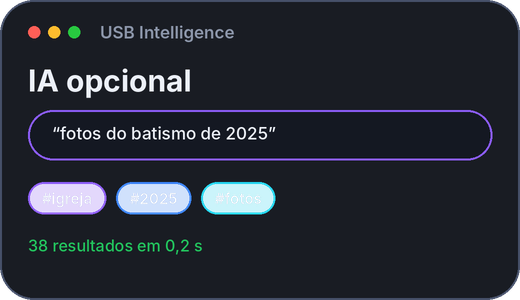 USB Intelligence
IA opcional
“fotos do batismo de 2025”
#igreja #2025 #fotos
38 resultados em 0,2 s